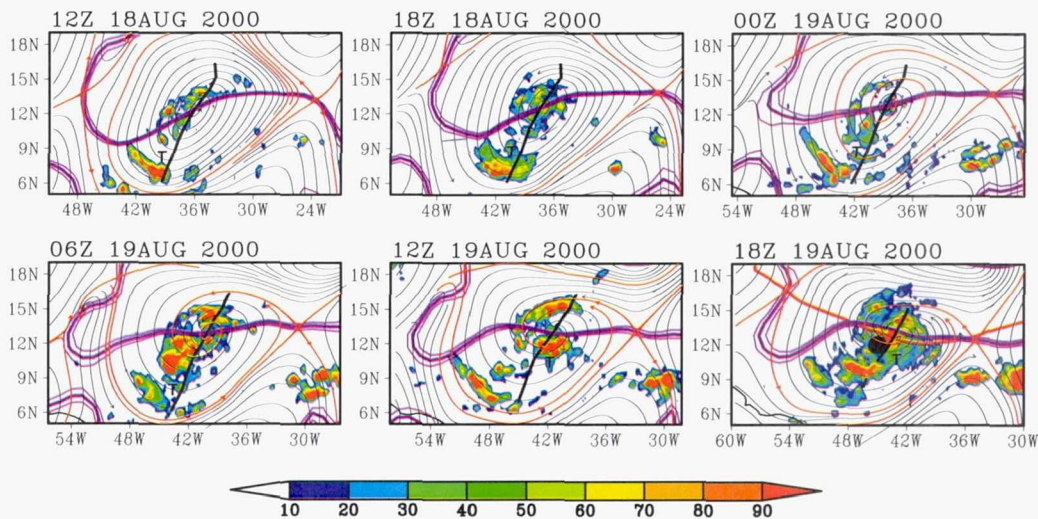 12Z 18AUG 2000
18Z 18AUG 2000
00Z 19AUG 2000
18N
15N
12N
9N
6N
T
48W 42W 36W 30W 24W
18N
15N
12N
9N
6N
T
48W 42W 36W 30W 24W
18N
15N
12N
9N
6N
T
54W 48W 42W 36W 30W
06Z 19AUG 2000
12Z 19AUG 2000
18Z 19AUG 2000
18N
15N
12N
9N
6N
T
54W 48W 42W 36W 30W
18N
15N
12N
9N
6N
T
54W 48W 42W 36W 30W
18N
15N
12N
9N
6N
T
60W 54W 48W 42W 36W 30W
10 20 30 40 50 60 70 80 90